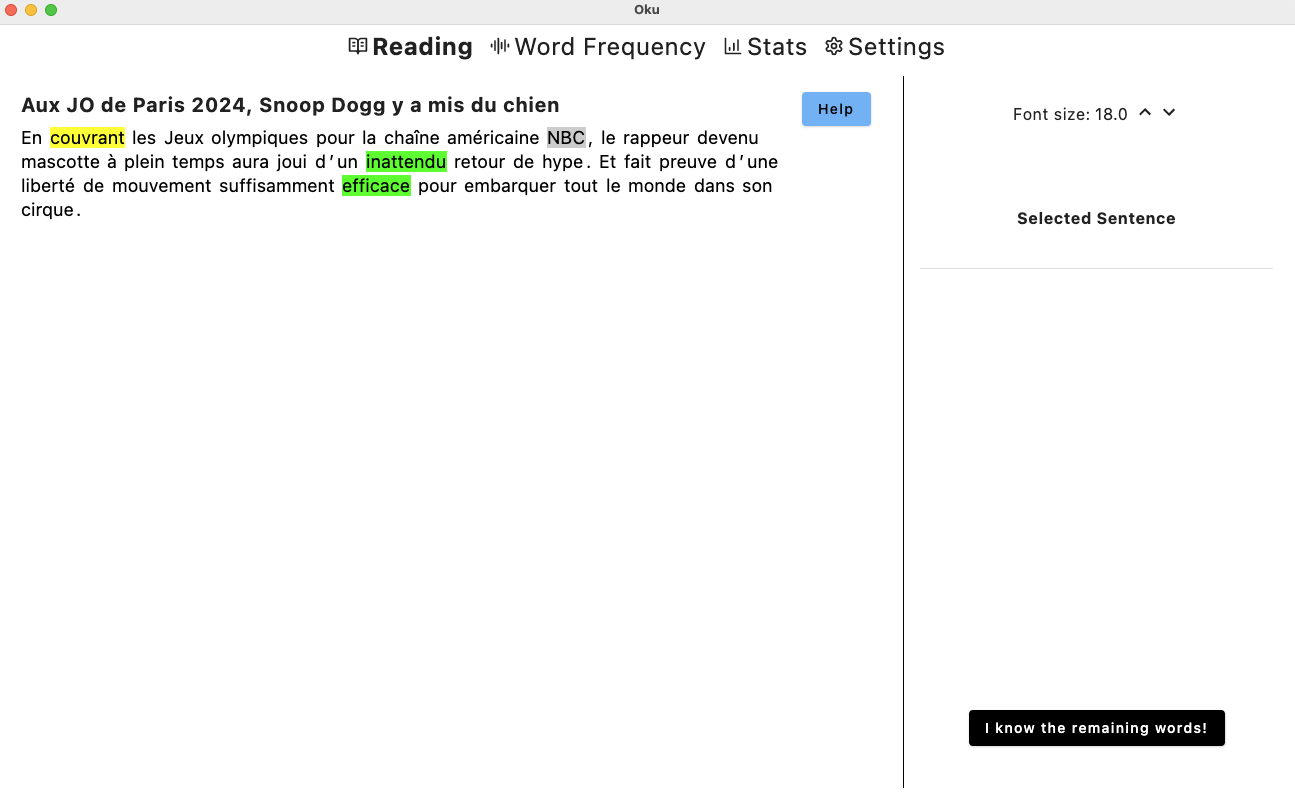 Oku
Reading Word Frequency Stats Settings
Aux JO de Paris 2024, Snoop Dogg y a mis du chien
Help
En couvrant les Jeux olympiques pour la chaîne américaine NBC, le rappeur devenu
mascotte à plein temps aura joui d’un inattendu retour de hype. Et fait preuve d’une
liberté de mouvement suffisamment efficace pour embarquer tout le monde dans son
cirque.
Font size: 18.0
Selected Sentence
I know the remaining words!